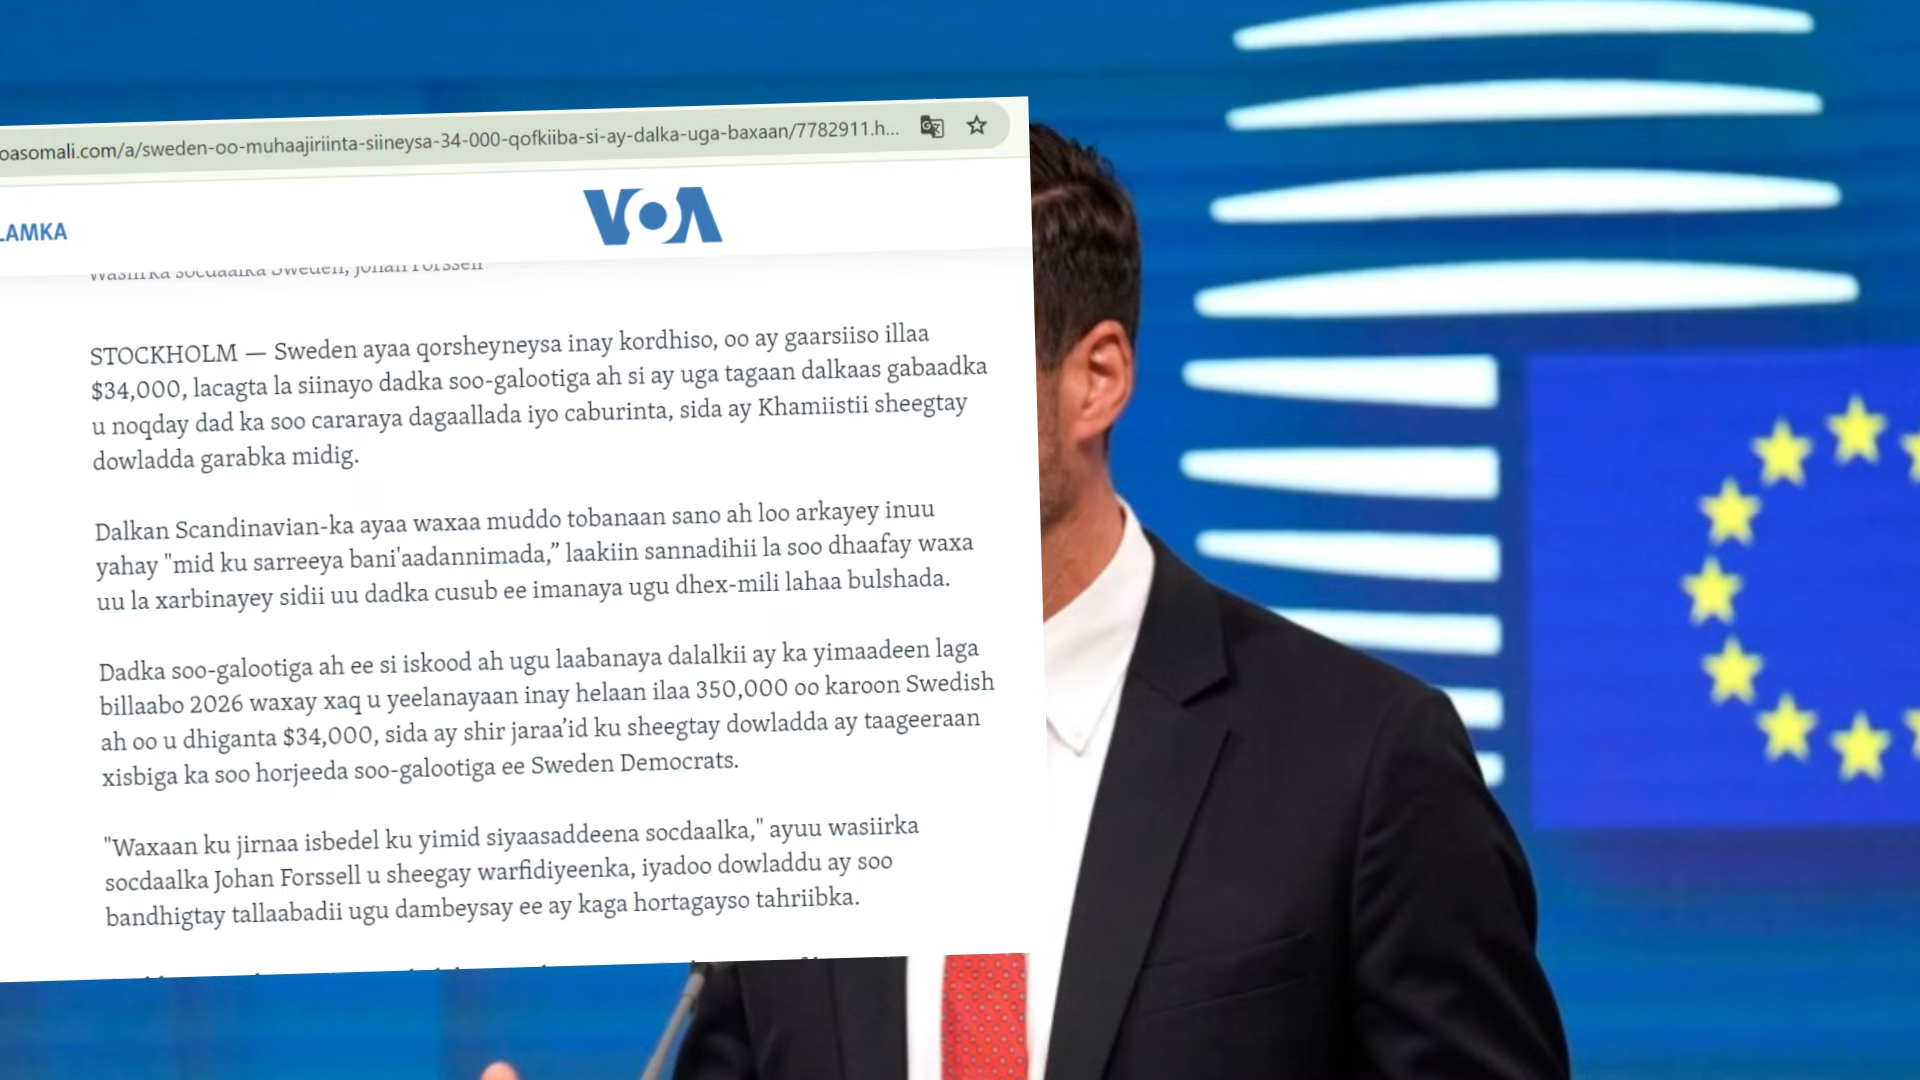 oasomali.com/a/sweden-oo-muhaajiriinta-siineysa-34-000-qofkiiba-si-ay-dalka-uga-baxaan/7782911.h...
LAMKA
VOA
Wasiirka socdaalka Sweden, Johan Forssell
STOCKHOLM — Sweden ayaa qorsheyneysa inay kordhiso, oo ay gaarsiiso illaa
$34,000, lacagta la siinayo dadka soo-galootiga ah si ay uga tagaan dalkaas gabaadka
u noqday dad ka soo cararaya dagaallada iyo caburinta, sida ay Khamiistii sheegtay
dowladda garabka midig.
Dalkan Scandinavian-ka ayaa waxaa muddo tobanaan sano ah loo arkayey inuu
yahay "mid ku sarreeya bani'aadannimada,” laakiin sannadihii la soo dhaafay waxa
uu la xarbinayey sidii uu dadka cusub ee imanaya ugu dhex-mili lahaa bulshada.
Dadka soo-galootiga ah ee si iskood ah ugu laabanaya dalalkii ay ka yimaadeen laga
billaabo 2026 waxay xaq u yeelanayaan inay helaan ilaa 350,000 oo karoon Swedish
ah oo u dhiganta $34,000, sida ay shir jaraa’id ku sheegtay dowladda ay taageeraan
xisbiga ka soo horjeeda soo-galootiga ee Sweden Democrats.
"Waxaan ku jirnaa isbedel ku yimid siyaasaddeena socdaalka," ayuu wasiirka
socdaalka Johan Forssell u sheegay warfidiyeenka, iyadoo dowladdu ay soo
bandhigtay tallaabadii ugu dambeysay ee ay kaga hortagayso tahriibka.